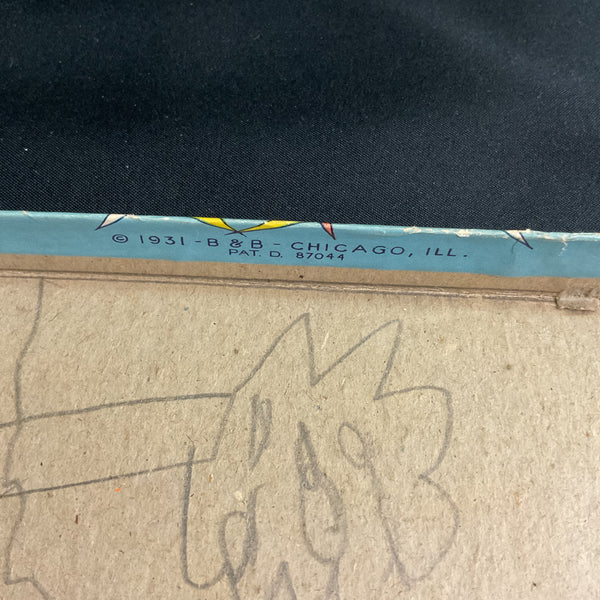 © 1931 - B & B - CHICAGO, ILL.
PAT. D. 87044